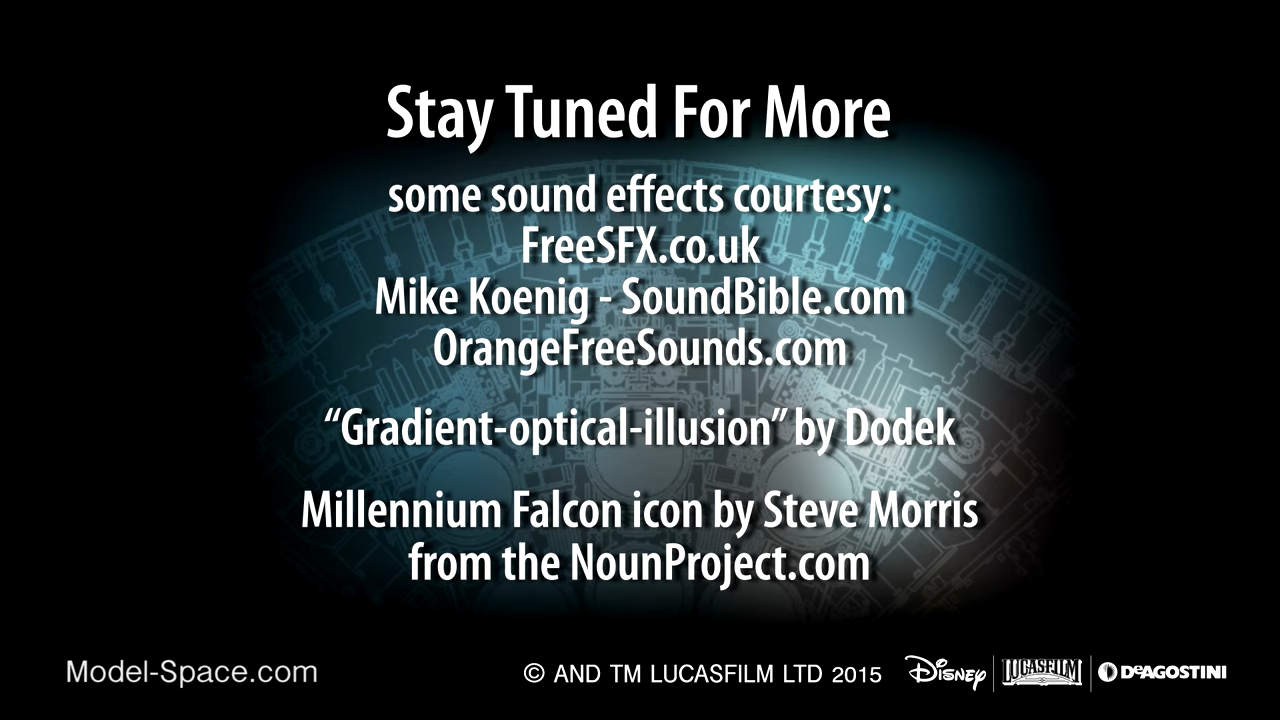 Stay Tuned For More
some sound effects courtesy:
FreeSFX.co.uk
Mike Koenig - SoundBible.com
OrangeFreeSounds.com
“Gradient-optical-illusion” by Dodek
Millennium Falcon icon by Steve Morris
from the NounProject.com
Model-Space.com
© AND TM LUCASFILM LTD 2015 Disney LUCASFILM DeAGOSTINI